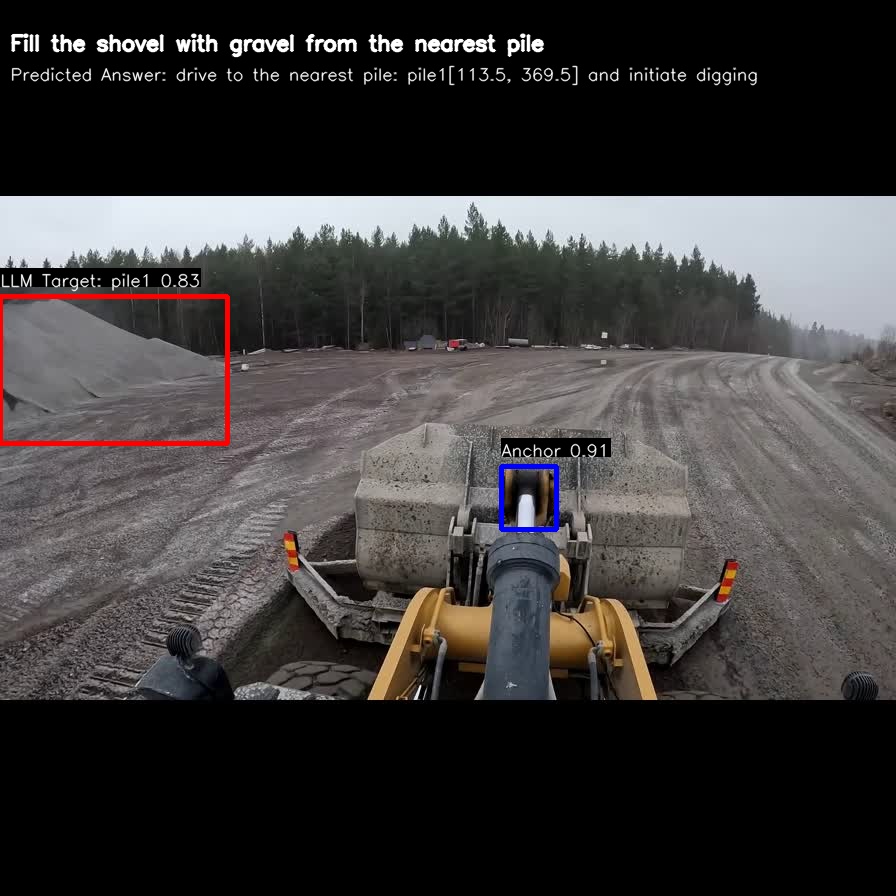 Fill the shovel with gravel from the nearest pile
Predicted Answer: drive to the nearest pile: pile1[113.5, 369.5] and initiate digging
LLM Target: pile1 0.83
Anchor 0.91